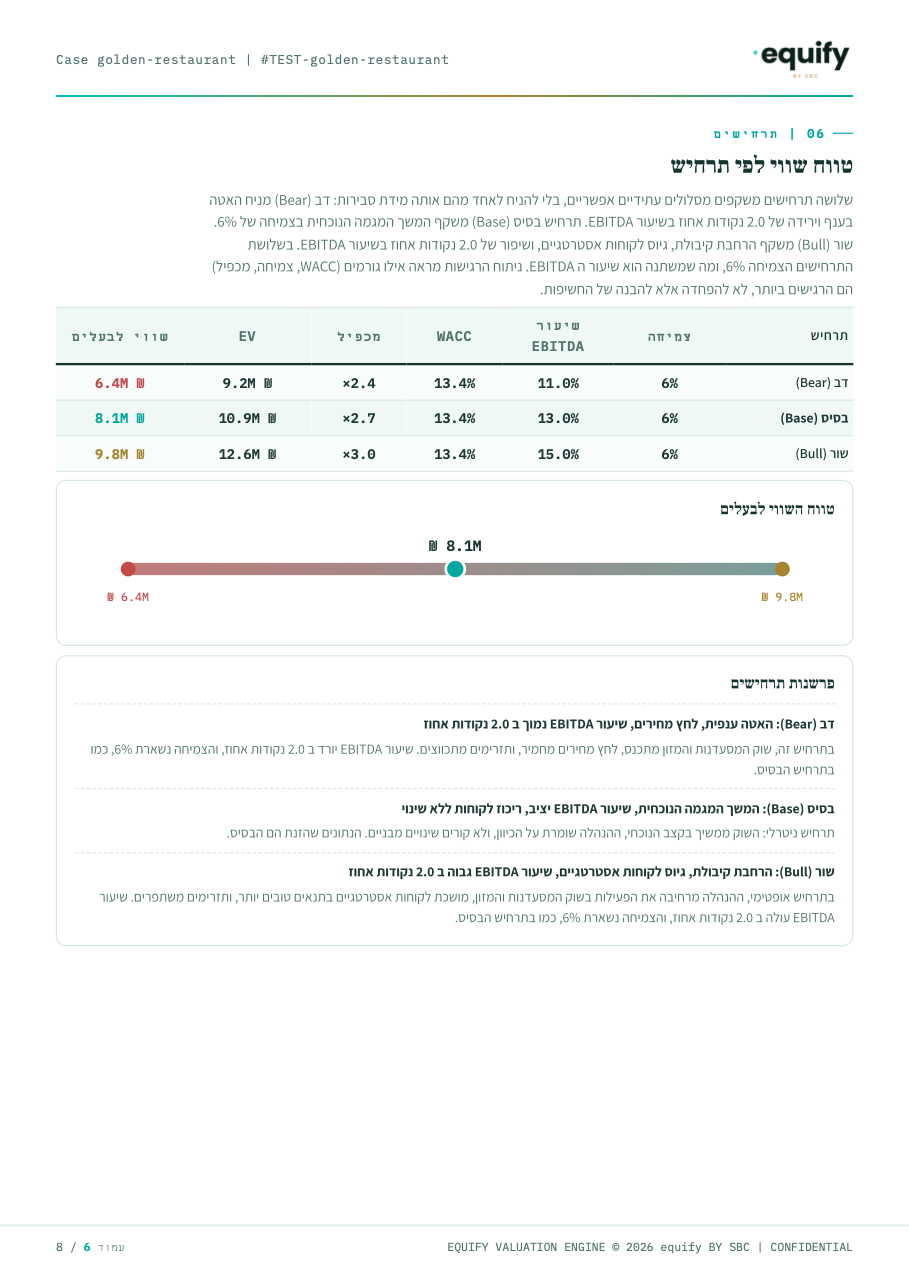 Case golden-restaurant | #TEST-golden-restaurant
equify
BY SBC
06 | תרחישים
טווח שווי לפי תרחיש
שלושה תרחישים משקפים מסלולים עתידיים אפשריים, בלי להניח לאחד מהם אותה מידת סבירות: דב (Bear) מניח האטה
בענף וירידה של 2.0 נקודות אחוז בשיעור EBITDA. תרחיש בסיס (Base) משקף המשך המגמה הנוכחית בצמיחה של 6%.
שור (Bull) משקף הרחבת קיבולת, גיוס לקוחות אסטרטגיים, ושיפור של 2.0 נקודות אחוז בשיעור EBITDA. בשלושת
התרחישים הצמיחה 6%, ומה שמשתנה הוא שיעור ה EBITDA. ניתוח הרגישות מראה אילו גורמים (WACC, צמיחה, מכפיל)
הם הרגישים ביותר, לא להפחדה אלא להבנה של החשיפות.
תרחיש צמיחה שיעור EBITDA WACC מכפיל EV שווי לבעלים
דב (Bear) 6% 11.0% 13.4% ×2.4 9.2M ₪ 6.4M ₪
בסיס (Base) 6% 13.0% 13.4% ×2.7 10.9M ₪ 8.1M ₪
שור (Bull) 6% 15.0% 13.4% ×3.0 12.6M ₪ 9.8M ₪
טווח השווי לבעלים
₪ 8.1M
₪ 9.8M
₪ 6.4M
פרשנות תרחישים
דב (Bear): האטה ענפית, לחץ מחירים, שיעור EBITDA נמוך ב 2.0 נקודות אחוז
בתרחיש זה, שוק המסעדנות והמזון מתכנס, לחץ מחירים מחמיר, ותזרימים מתכווצים. שיעור EBITDA יורד ב 2.0 נקודות אחוז, והצמיחה נשארת 6%, כמו
בתרחיש הבסיס.
בסיס (Base): המשך המגמה הנוכחית, שיעור EBITDA יציב, ריכוז לקוחות ללא שינוי
תרחיש ניטרלי: השוק ממשיך בקצב הנוכחי, ההנהלה שומרת על הכיוון, ולא קורים שינויים מבניים. הנתונים שהזנת הם הבסיס.
שור (Bull): הרחבת קיבולת, גיוס לקוחות אסטרטגיים, שיעור EBITDA גבוה ב 2.0 נקודות אחוז
בתרחיש אופטימי, ההנהלה מרחיבה את הפעילות בשוק המסעדנות והמזון, מושכת לקוחות אסטרטגיים בתנאים טובים יותר, ותזרימים משתפרים. שיעור
EBITDA עולה ב 2.0 נקודות אחוז, והצמיחה נשארת 6%, כמו בתרחיש הבסיס.
EQUIFY VALUATION ENGINE © 2026 equify BY SBC | CONFIDENTIAL
עמוד 6 / 8